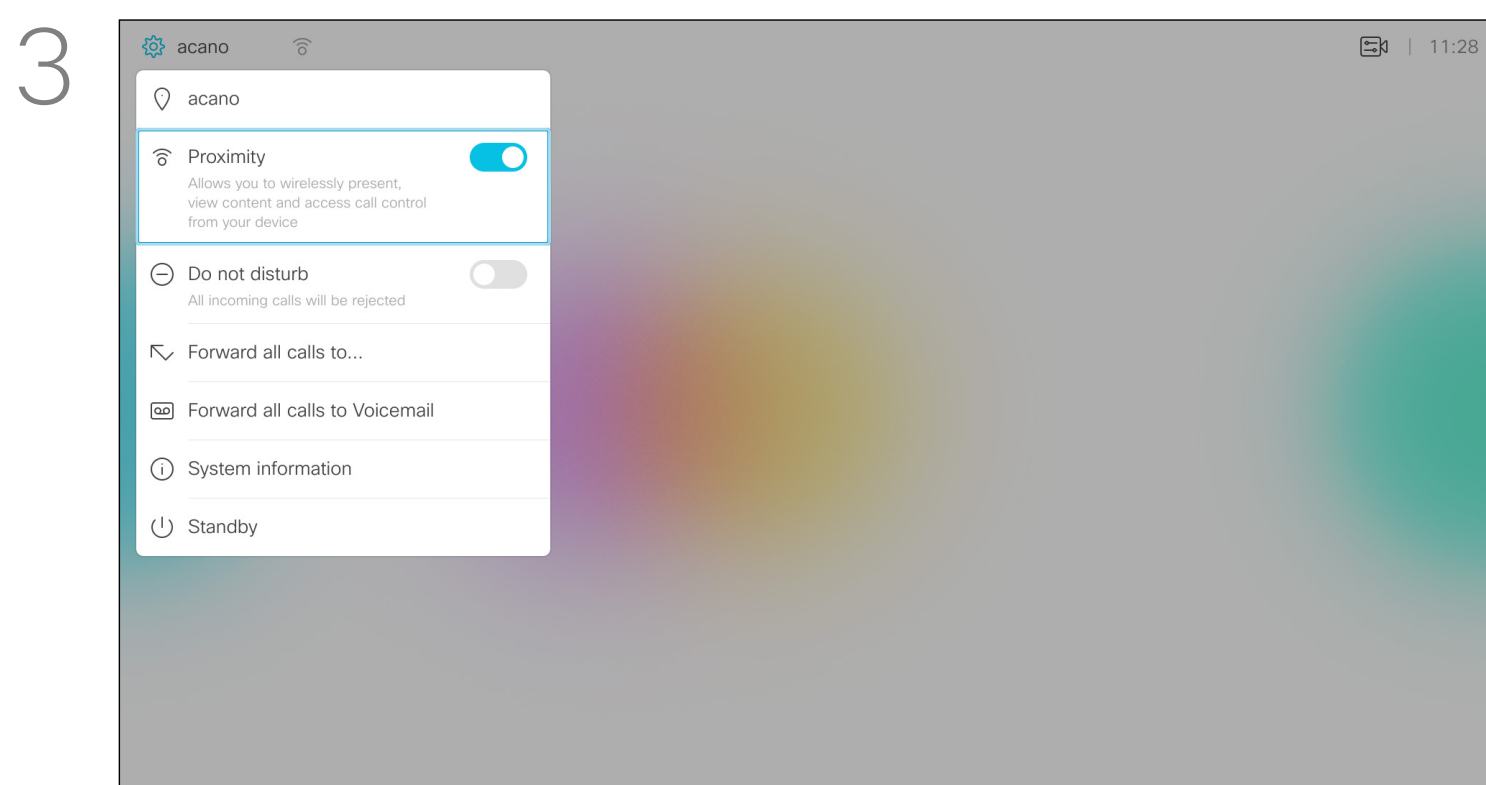 3
acano
11:28
acano
Proximity
Allows you to wirelessly present,
view content and access call control
from your device
Do not disturb
All incoming calls will be rejected
Forward all calls to...
Forward all calls to Voicemail
System information
Standby